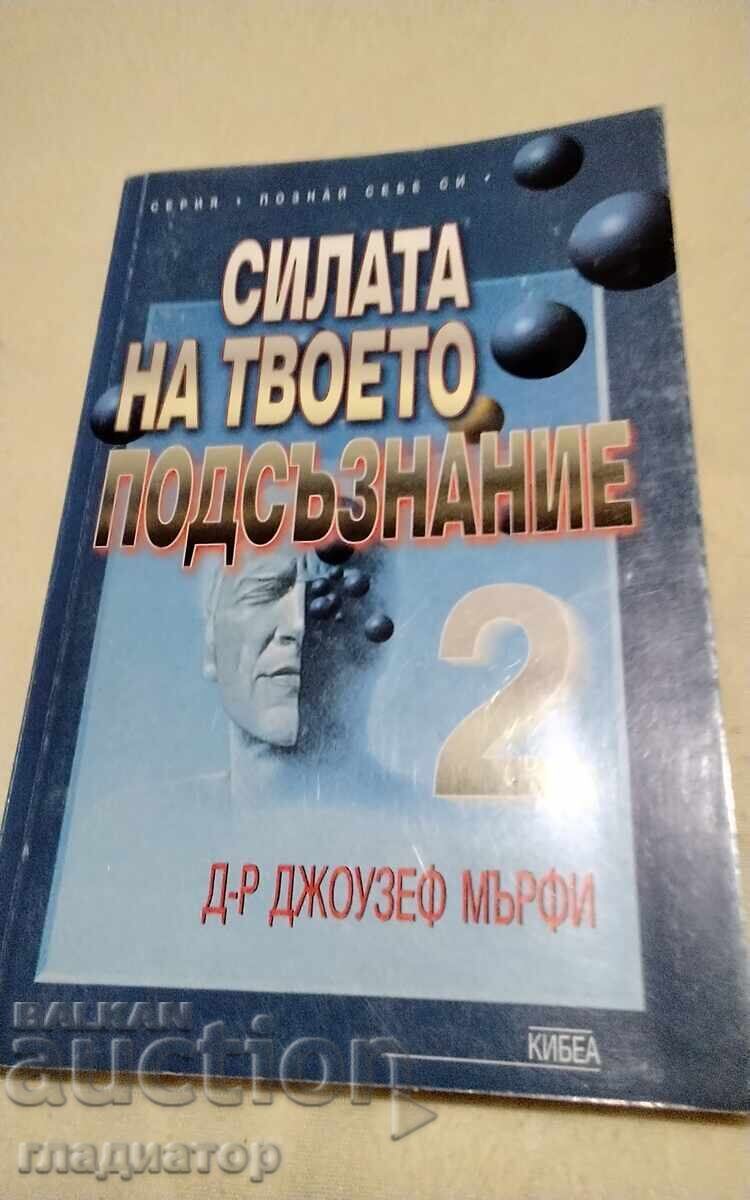 СЕРИЯ • ПОЗНАЙ СЕБЕ СИ •
СИЛАТА
НА ТВОЕТО
ПОДСЪЗНАНИЕ
2
Д-Р ДЖОУЗЕФ МЪРФИ
КИБЕА
BALKAN
auction
гладиатор